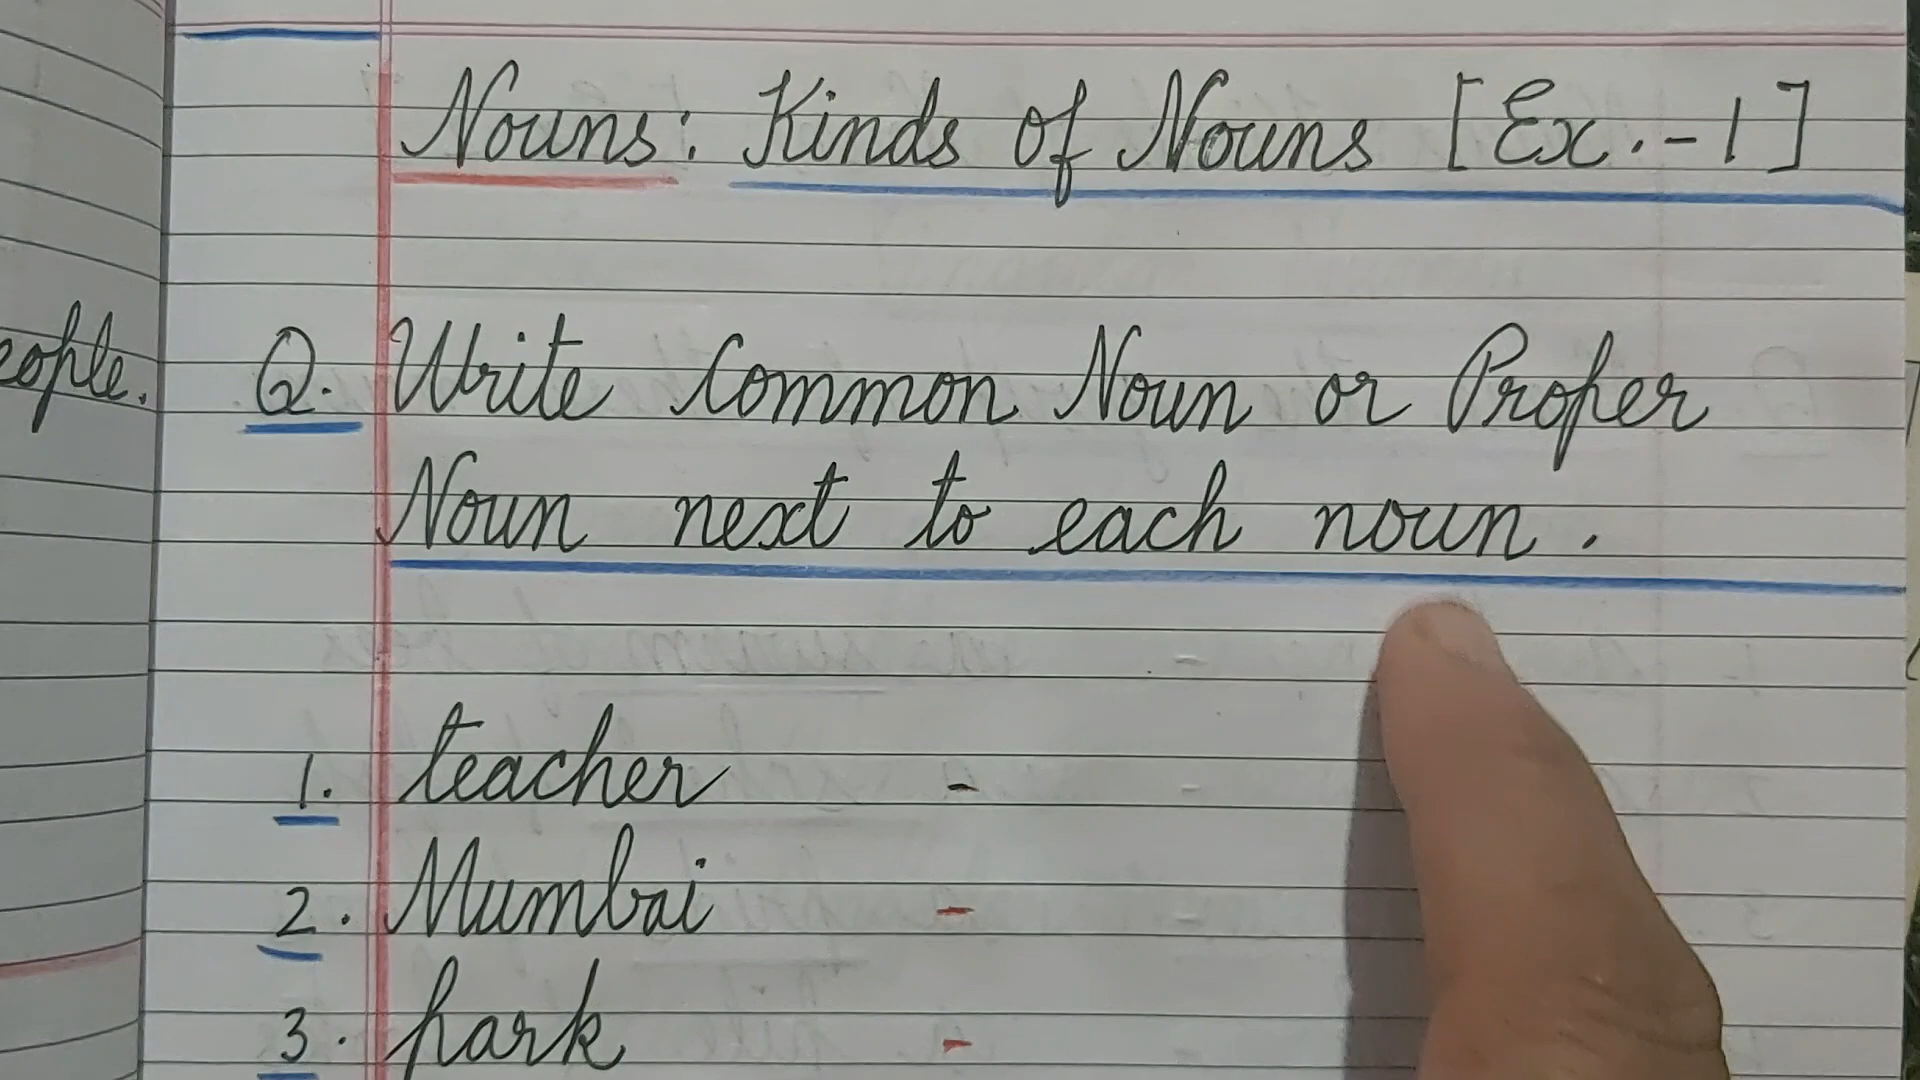 Nouns: Kinds of Nouns [Ex.-1]
eople.
Q. Write Common Noun or Proper
Noun next to each noun.
1. teacher -
2. Mumbai -
3. park -